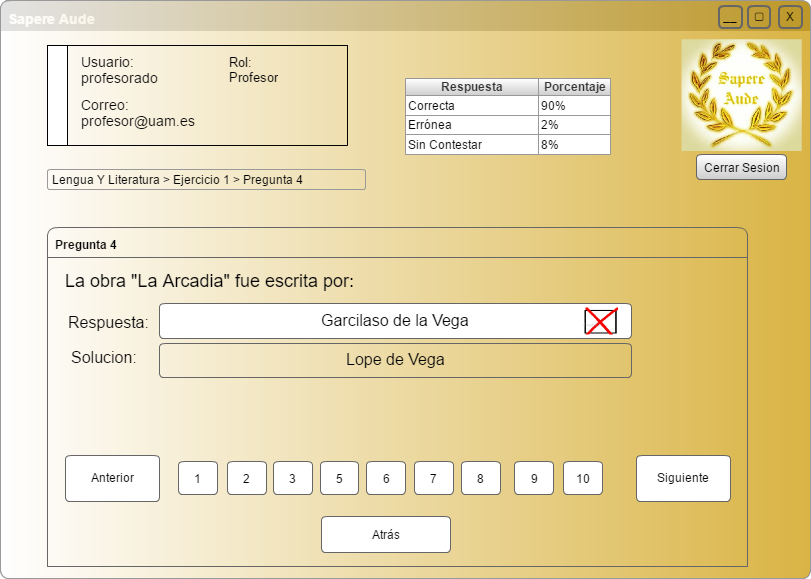 Sapere Aude
Usuario:
profesorado
Rol:
Profesor
Correo:
profesor@uam.es
Respuesta Porcentaje
Correcta 90%
Errónea 2%
Sin Contestar 8%
Sapere
Aude
Cerrar Sesion
Lengua Y Literatura > Ejercicio 1 > Pregunta 4
Pregunta 4
La obra "La Arcadia" fue escrita por:
Respuesta: Garcilaso de la Vega
Solucion: Lope de Vega
Anterior 1 2 3 5 6 7 8 9 10 Siguiente
Atrás